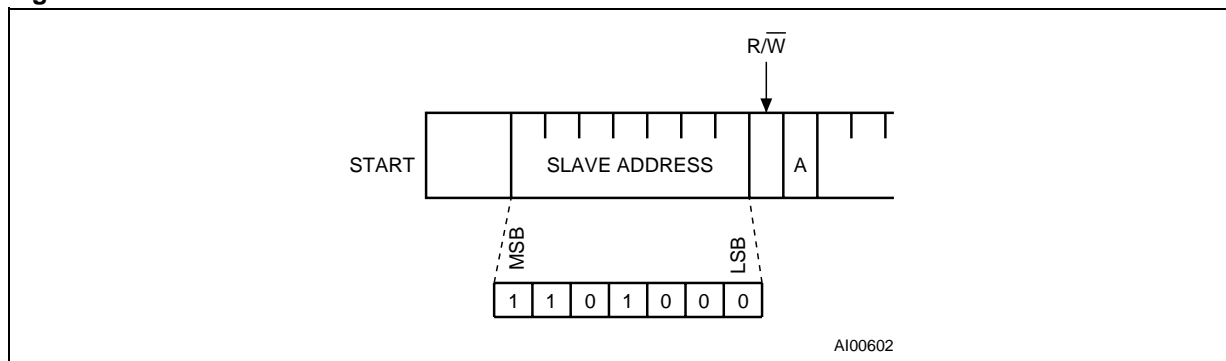 R/W̅
START
SLAVE ADDRESS
A
MSB
LSB
1 1 0 1 0 0 0
AI00602